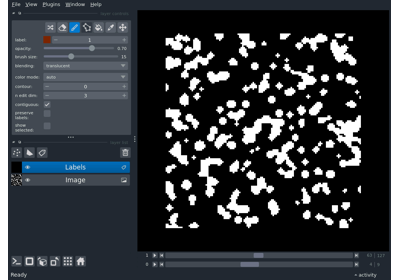 File View Plugins Window Help
label: 1
opacity: 0.70
brush size: 10
blending: translucent
color mode: auto
contour: 0
n edit dim: 3
contiguous:
preserve
labels:
show
selected:
Labels
Image
1
0
Ready
activity